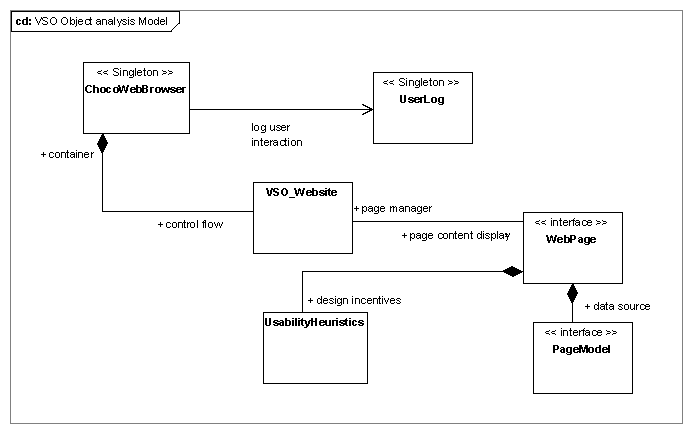 cd: VSO Object analysis Model
<< Singleton >>
ChocoWebBrowser
<< Singleton >>
UserLog
log user
interaction
+ container
VSO_Website
+ page manager
+ control flow
+ page content display
<< interface >>
WebPage
+ design incentives
+ data source
UsabilityHeuristics
<< interface >>
PageModel